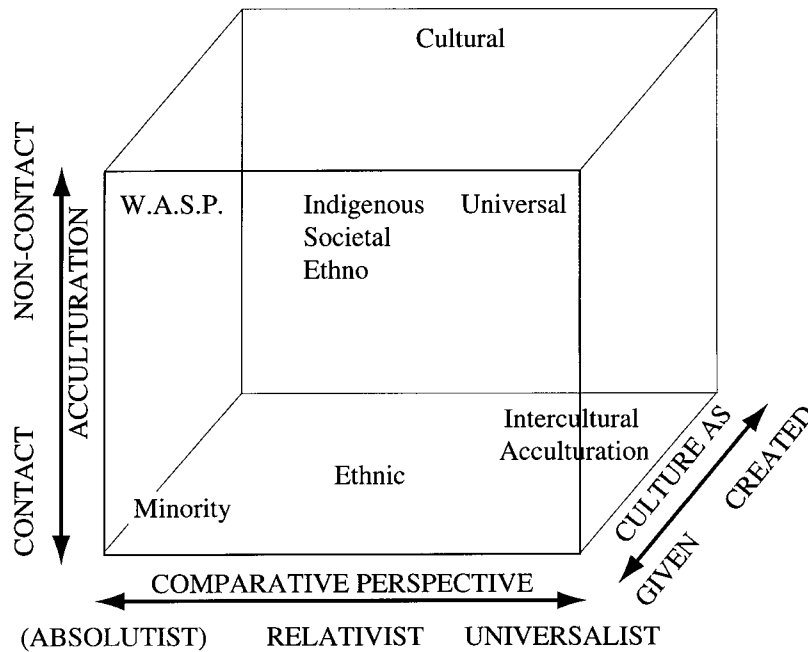 Cultural
NON-CONTACT
ACCULTURATION
CONTACT
W.A.S.P.
Indigenous
Societal
Ethno
Universal
Intercultural
Acculturation
Ethnic
Minority
CULTURE AS
CREATED
GIVEN
COMPARATIVE PERSPECTIVE
(ABSOLUTIST) RELATIVIST UNIVERSALIST